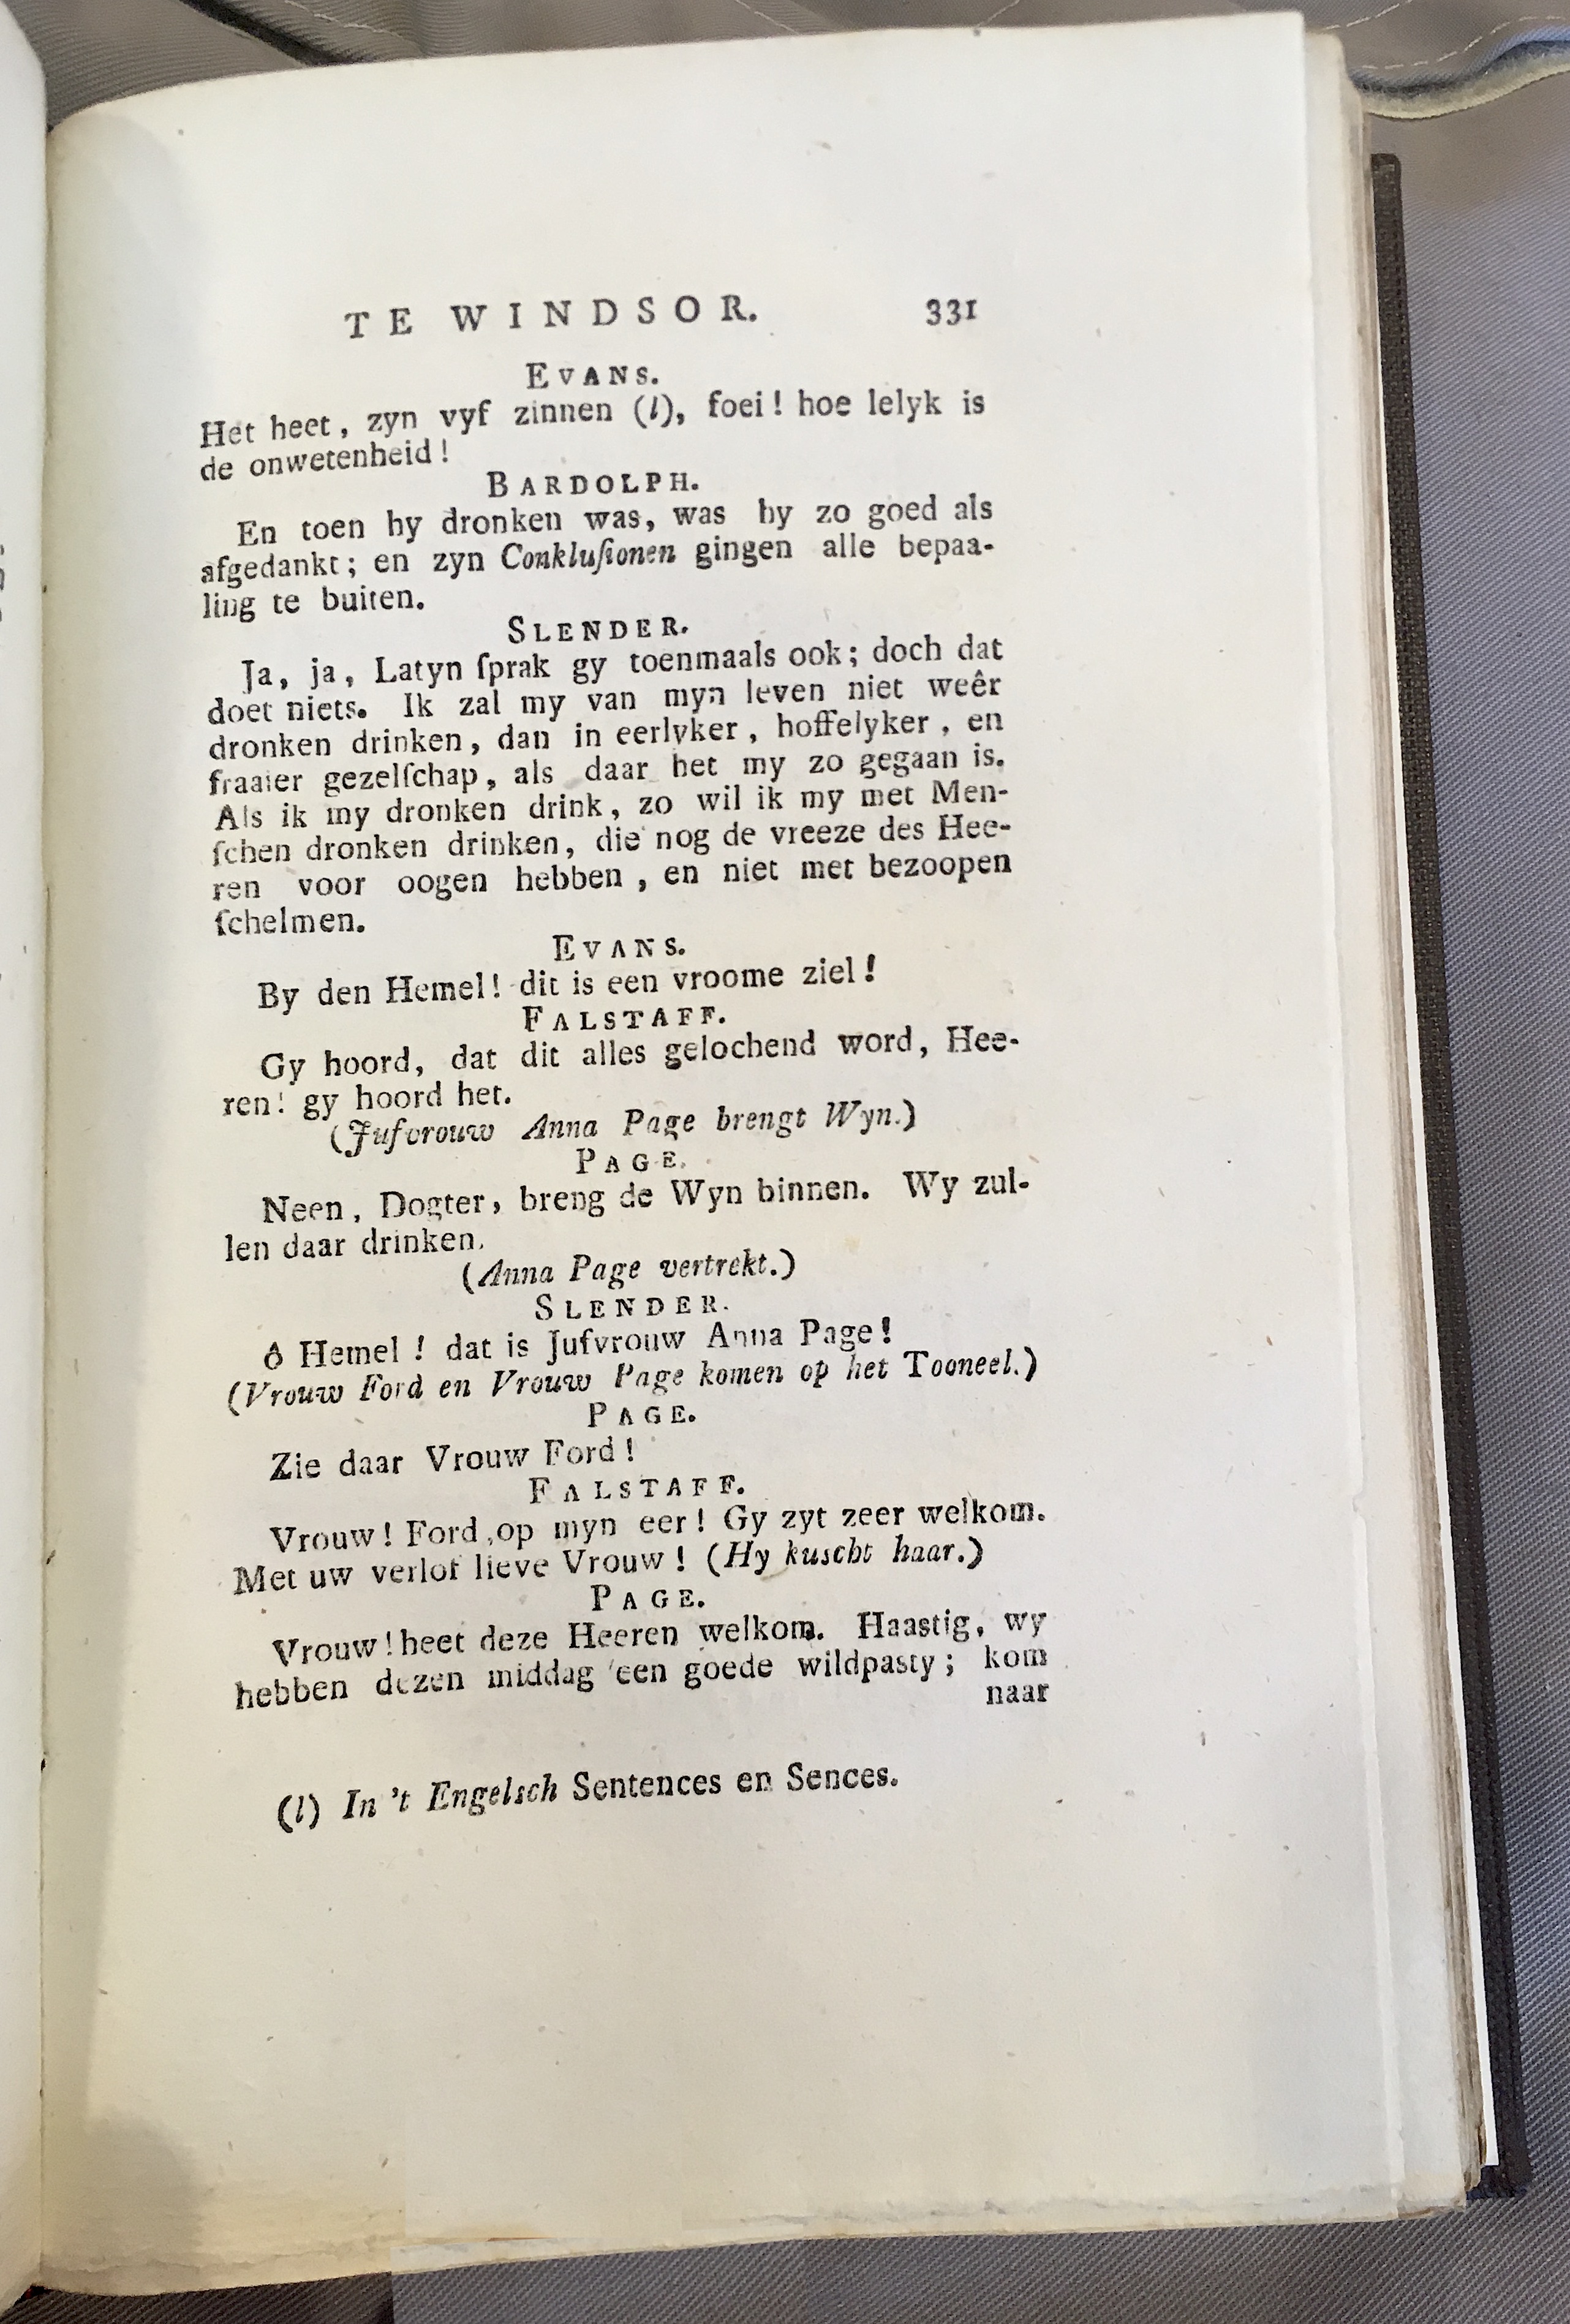 TE WINDSOR. 331
EVANS.
Het heet, zyn vyf zinnen (l), foei! hoe lelyk is
de onwetenheid!
BARDOLPH.
En toen hy dronken was, was hy zo goed als
afgedankt; en zyn Conkluſionen gingen alle bepaa-
ling te buiten.
SLENDER.
Ja, ja, Latyn ſprak gy toenmaals ook; doch dat
doet niets. Ik zal my van myn leven niet weêr
dronken drinken, dan in eerlyker, hoffelyker, en
fraaier gezelſchap, als daar het my zo gegaan is.
Als ik my dronken drink, zo wil ik my met Men-
ſchen dronken drinken, die nog de vreeze des Hee-
ren voor oogen hebben, en niet met bezoopen
ſchelmen.
EVANS.
By den Hemel! dit is een vroome ziel!
FALSTAFF.
Gy hoord, dat dit alles gelochend word, Hee-
ren! gy hoord het.
(Jufvrouw Anna Page brengt Wyn.)
PAGE.
Neen, Dogter, breng de Wyn binnen. Wy zul-
len daar drinken.
(Anna Page vertrekt.)
SLENDER.
ô Hemel! dat is Jufvrouw Anna Page!
(Vrouw Ford en Vrouw Page komen op het Tooneel.)
PAGE.
Zie daar Vrouw Ford!
FALSTAFF.
Vrouw! Ford, op myn eer! Gy zyt zeer welkom.
Met uw verlof lieve Vrouw! (Hy kuscht haar.)
PAGE.
Vrouw! heet deze Heeren welkom. Haastig, wy
hebben dezen middag een goede wildpasty; kom
naar
(l) In 't Engelsch Sentences en Sences.